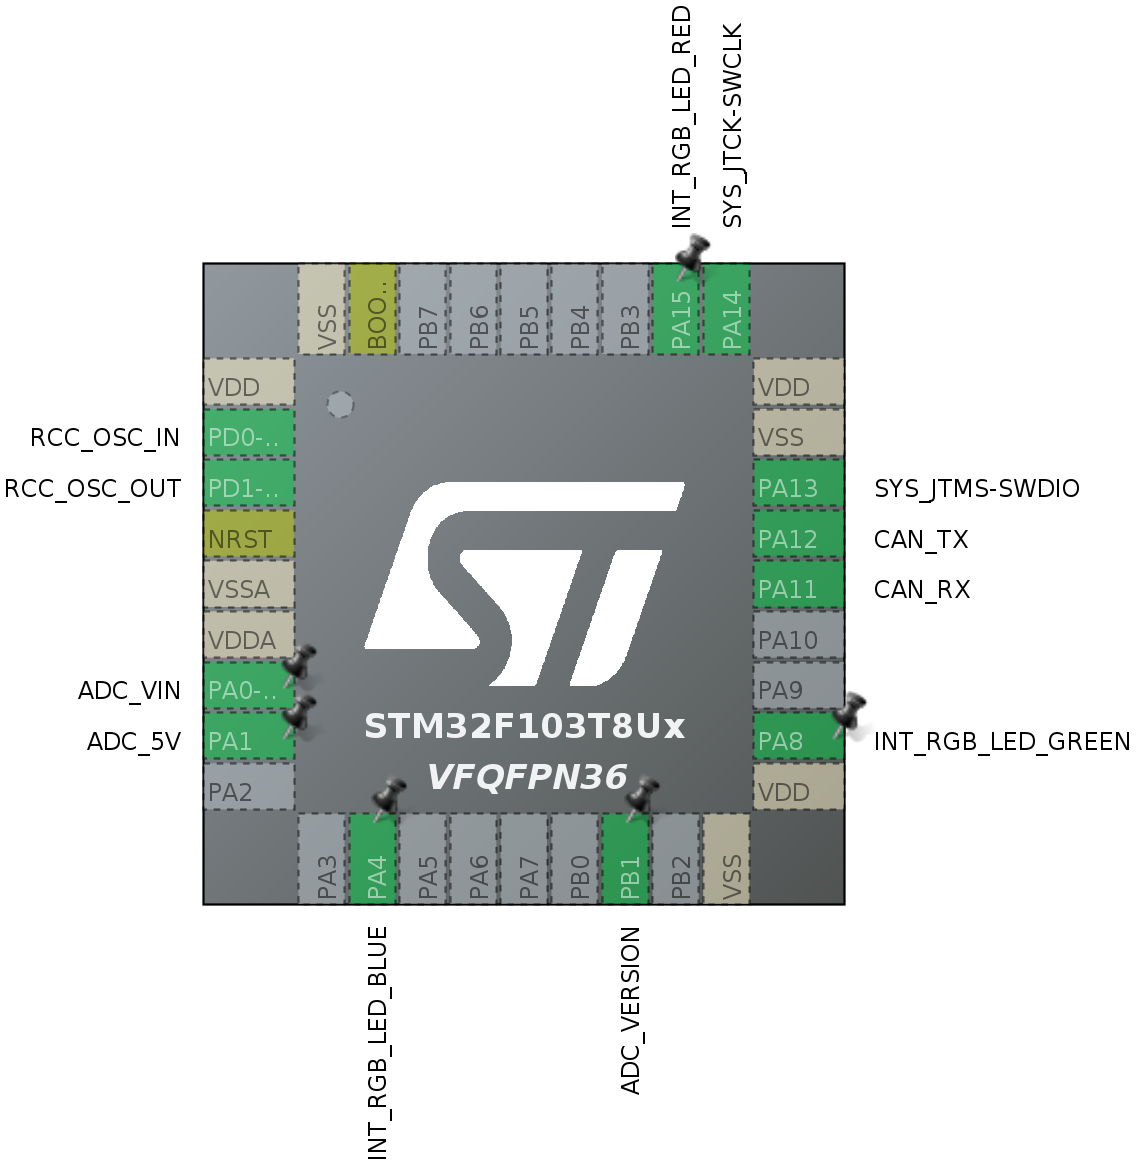 INT_RGB_LED_RED
SYS_JTCK-SWCLK
VSS
BOO..
PB7
PB6
PB5
PB4
PB3
PA15
PA14
VDD
VDD
RCC_OSC_IN
PD0-..
VSS
RCC_OSC_OUT
PD1-..
PA13
SYS_JTMS-SWDIO
NRST
PA12
CAN_TX
VSSA
PA11
CAN_RX
VDDA
PA10
ADC_VIN
PA0-..
PA9
ADC_5V
PA1
PA8
INT_RGB_LED_GREEN
PA2
VDD
ST
STM32F103T8Ux
VFQFPN36
PA3
PA4
PA5
PA6
PA7
PB0
PB1
PB2
VSS
INT_RGB_LED_BLUE
ADC_VERSION